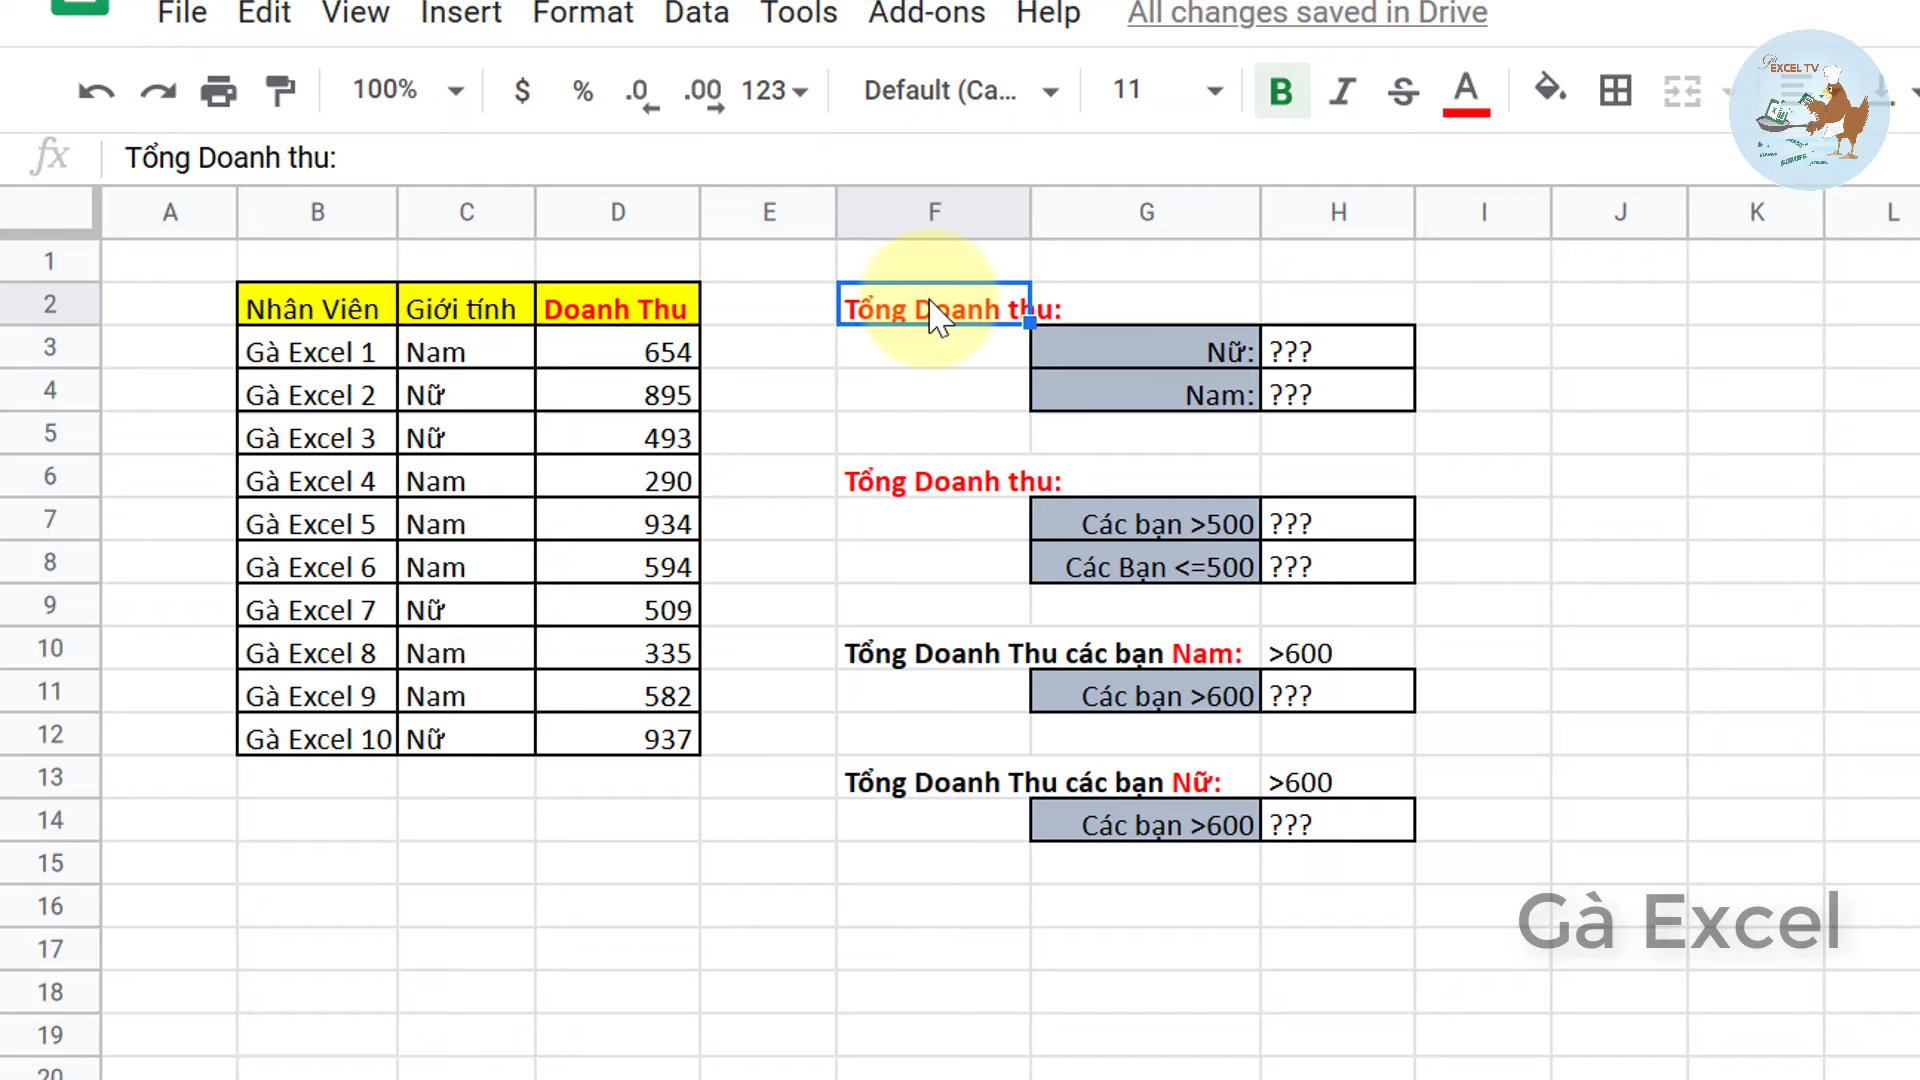 File Edit View Insert Format Data Tools Add-ons Help All changes saved in Drive
100% $ % .0 .00 123 Default (Ca... 11 B I S A
EXCEL TV
fx Tổng Doanh thu:
A B C D E F G H I J K L
1
2 Nhân Viên Giới tính Doanh Thu Tổng Doanh thu:
3 Gà Excel 1 Nam 654 Nữ: ???
4 Gà Excel 2 Nữ 895 Nam: ???
5 Gà Excel 3 Nữ 493
6 Gà Excel 4 Nam 290 Tổng Doanh thu:
7 Gà Excel 5 Nam 934 Các bạn >500 ???
8 Gà Excel 6 Nam 594 Các Bạn <=500 ???
9 Gà Excel 7 Nữ 509
10 Gà Excel 8 Nam 335 Tổng Doanh Thu các bạn Nam: >600
11 Gà Excel 9 Nam 582 Các bạn >600 ???
12 Gà Excel 10 Nữ 937
13 Tổng Doanh Thu các bạn Nữ: >600
14 Các bạn >600 ???
15
16
Gà Excel
17
18
19
20